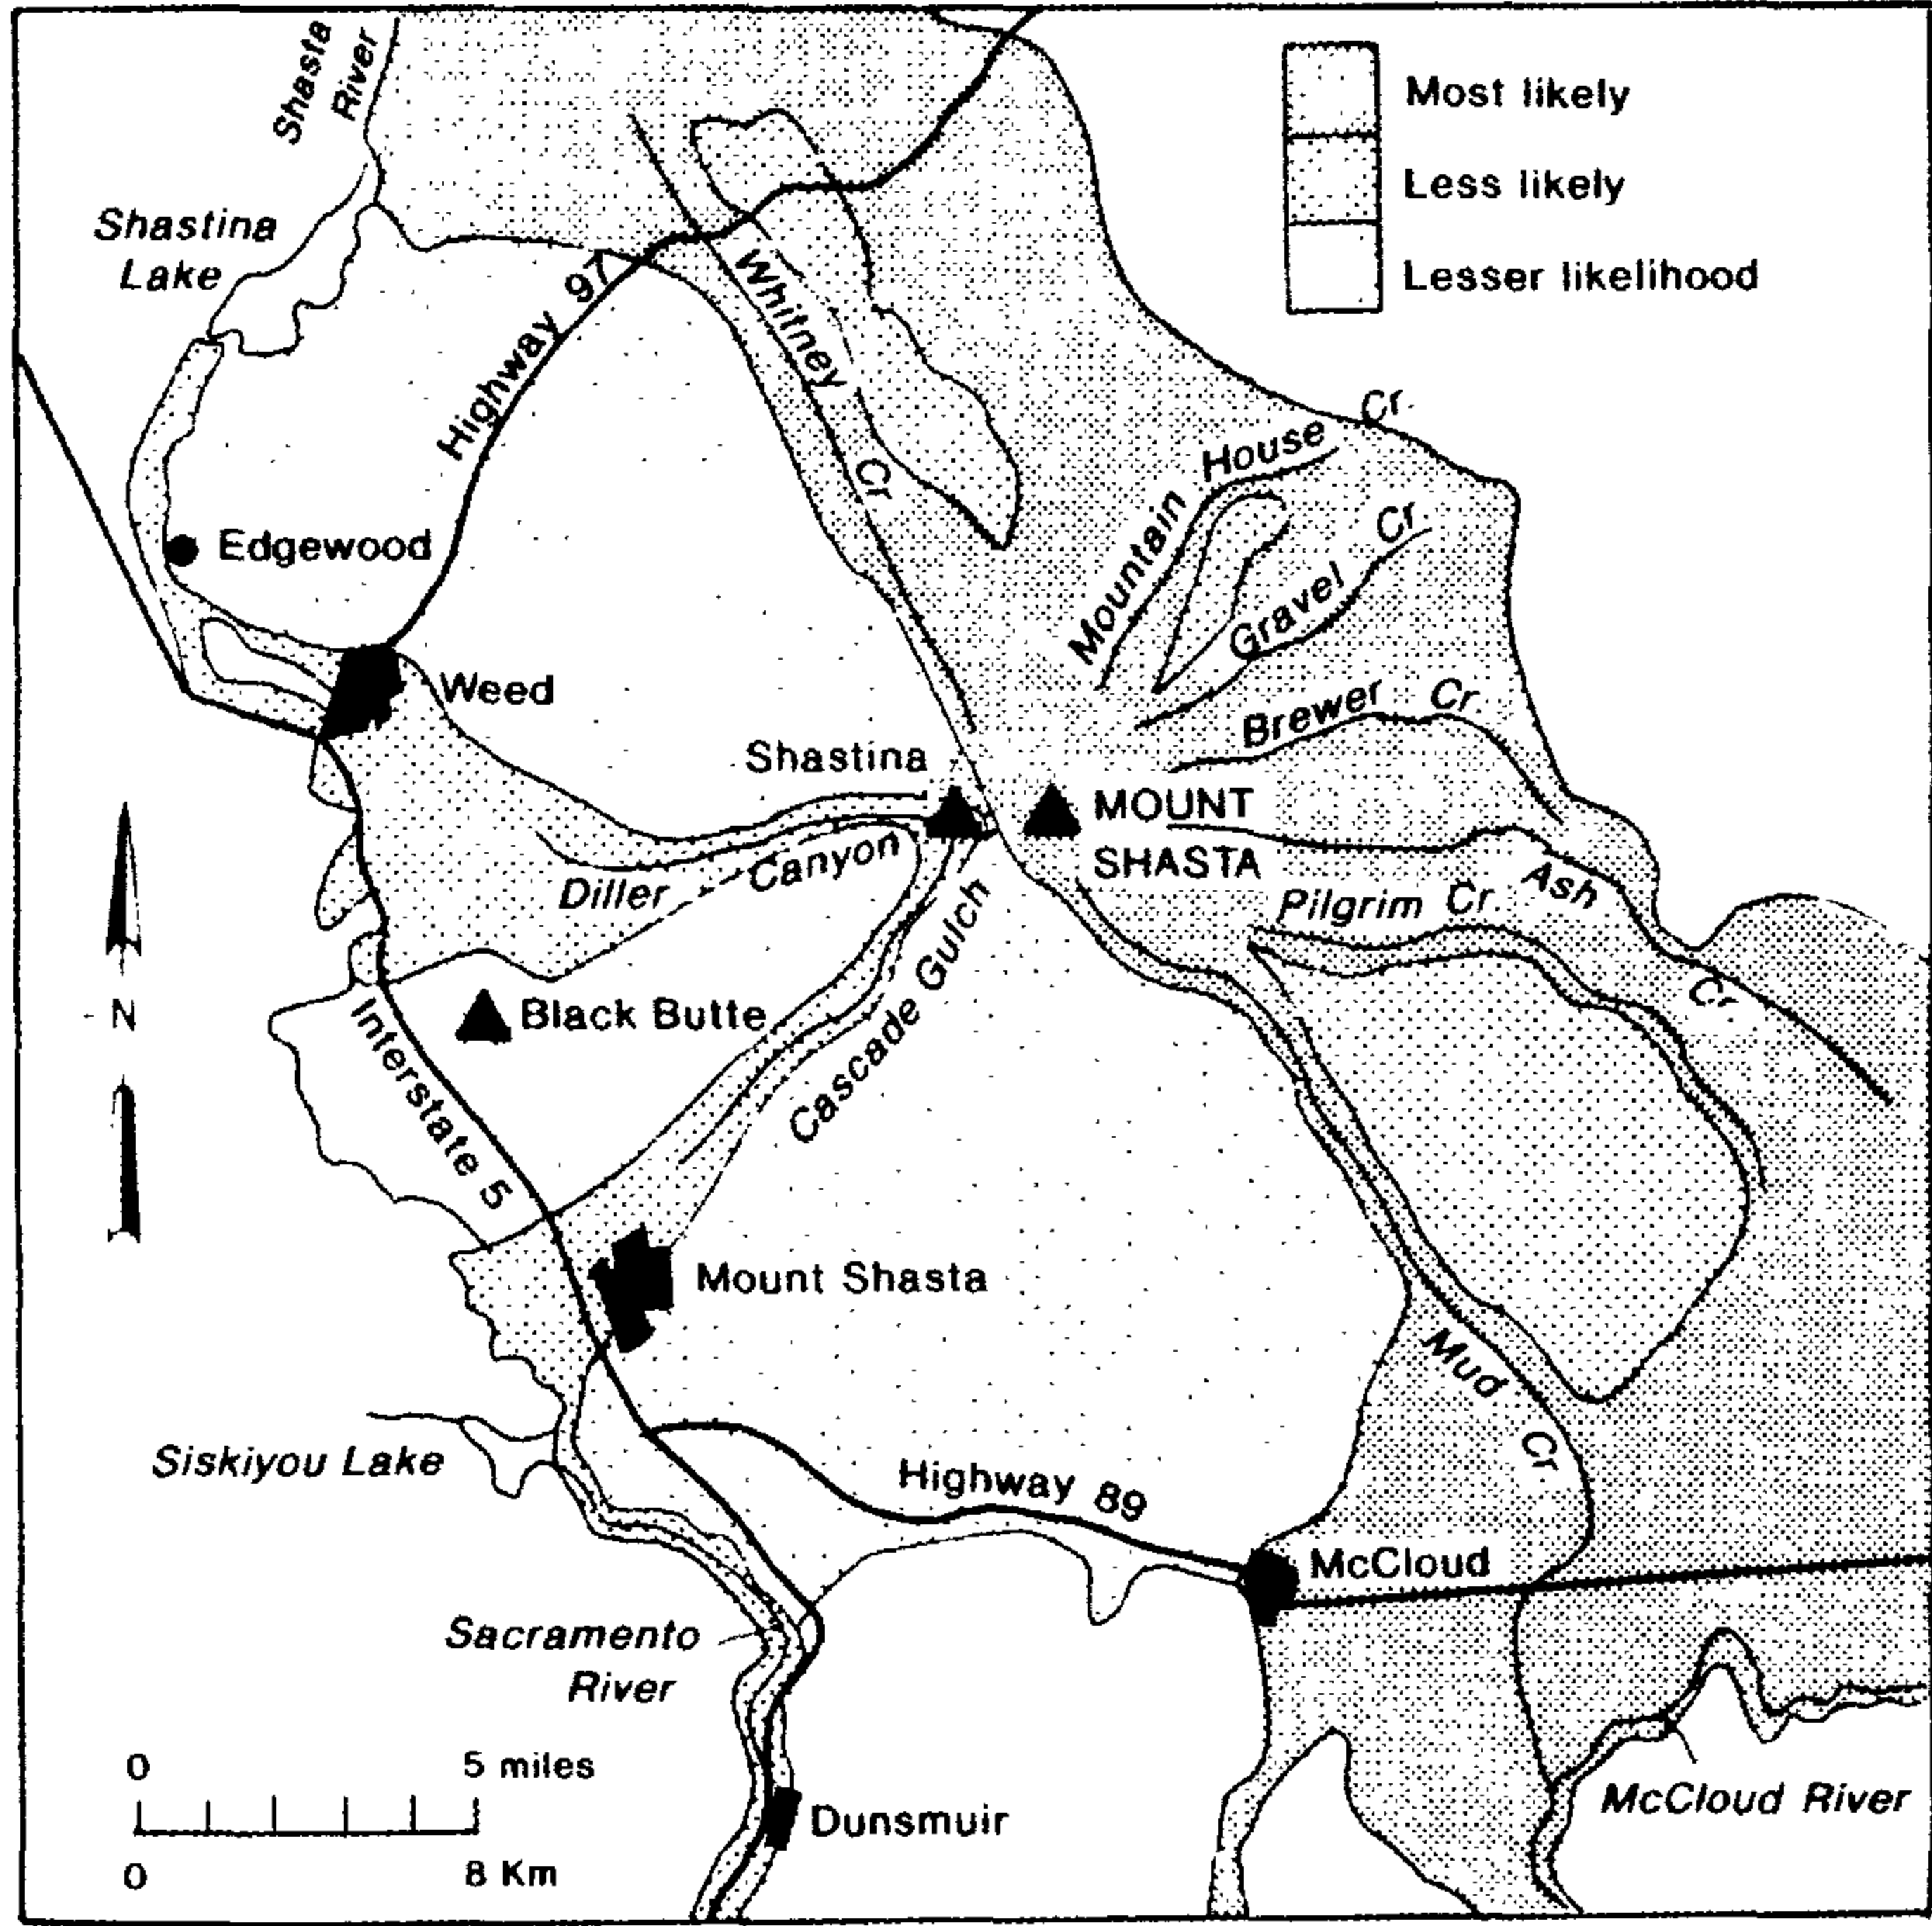 Shasta
River
Most likely
Less likely
Lesser likelihood
Shastina
Lake
Highway 97
Whitney Cr
Mountain House Cr.
Gravel Cr.
Edgewood
Weed
Brewer Cr.
Shastina
MOUNT
SHASTA
Diller Canyon
Ash Cr.
Pilgrim Cr.
Cascade Gulch
N
Black Butte
Interstate 5
Mount Shasta
Mud Cr.
Siskiyou Lake
Highway 89
McCloud
Sacramento
River
0 5 miles
0 8 Km
Dunsmuir
McCloud River